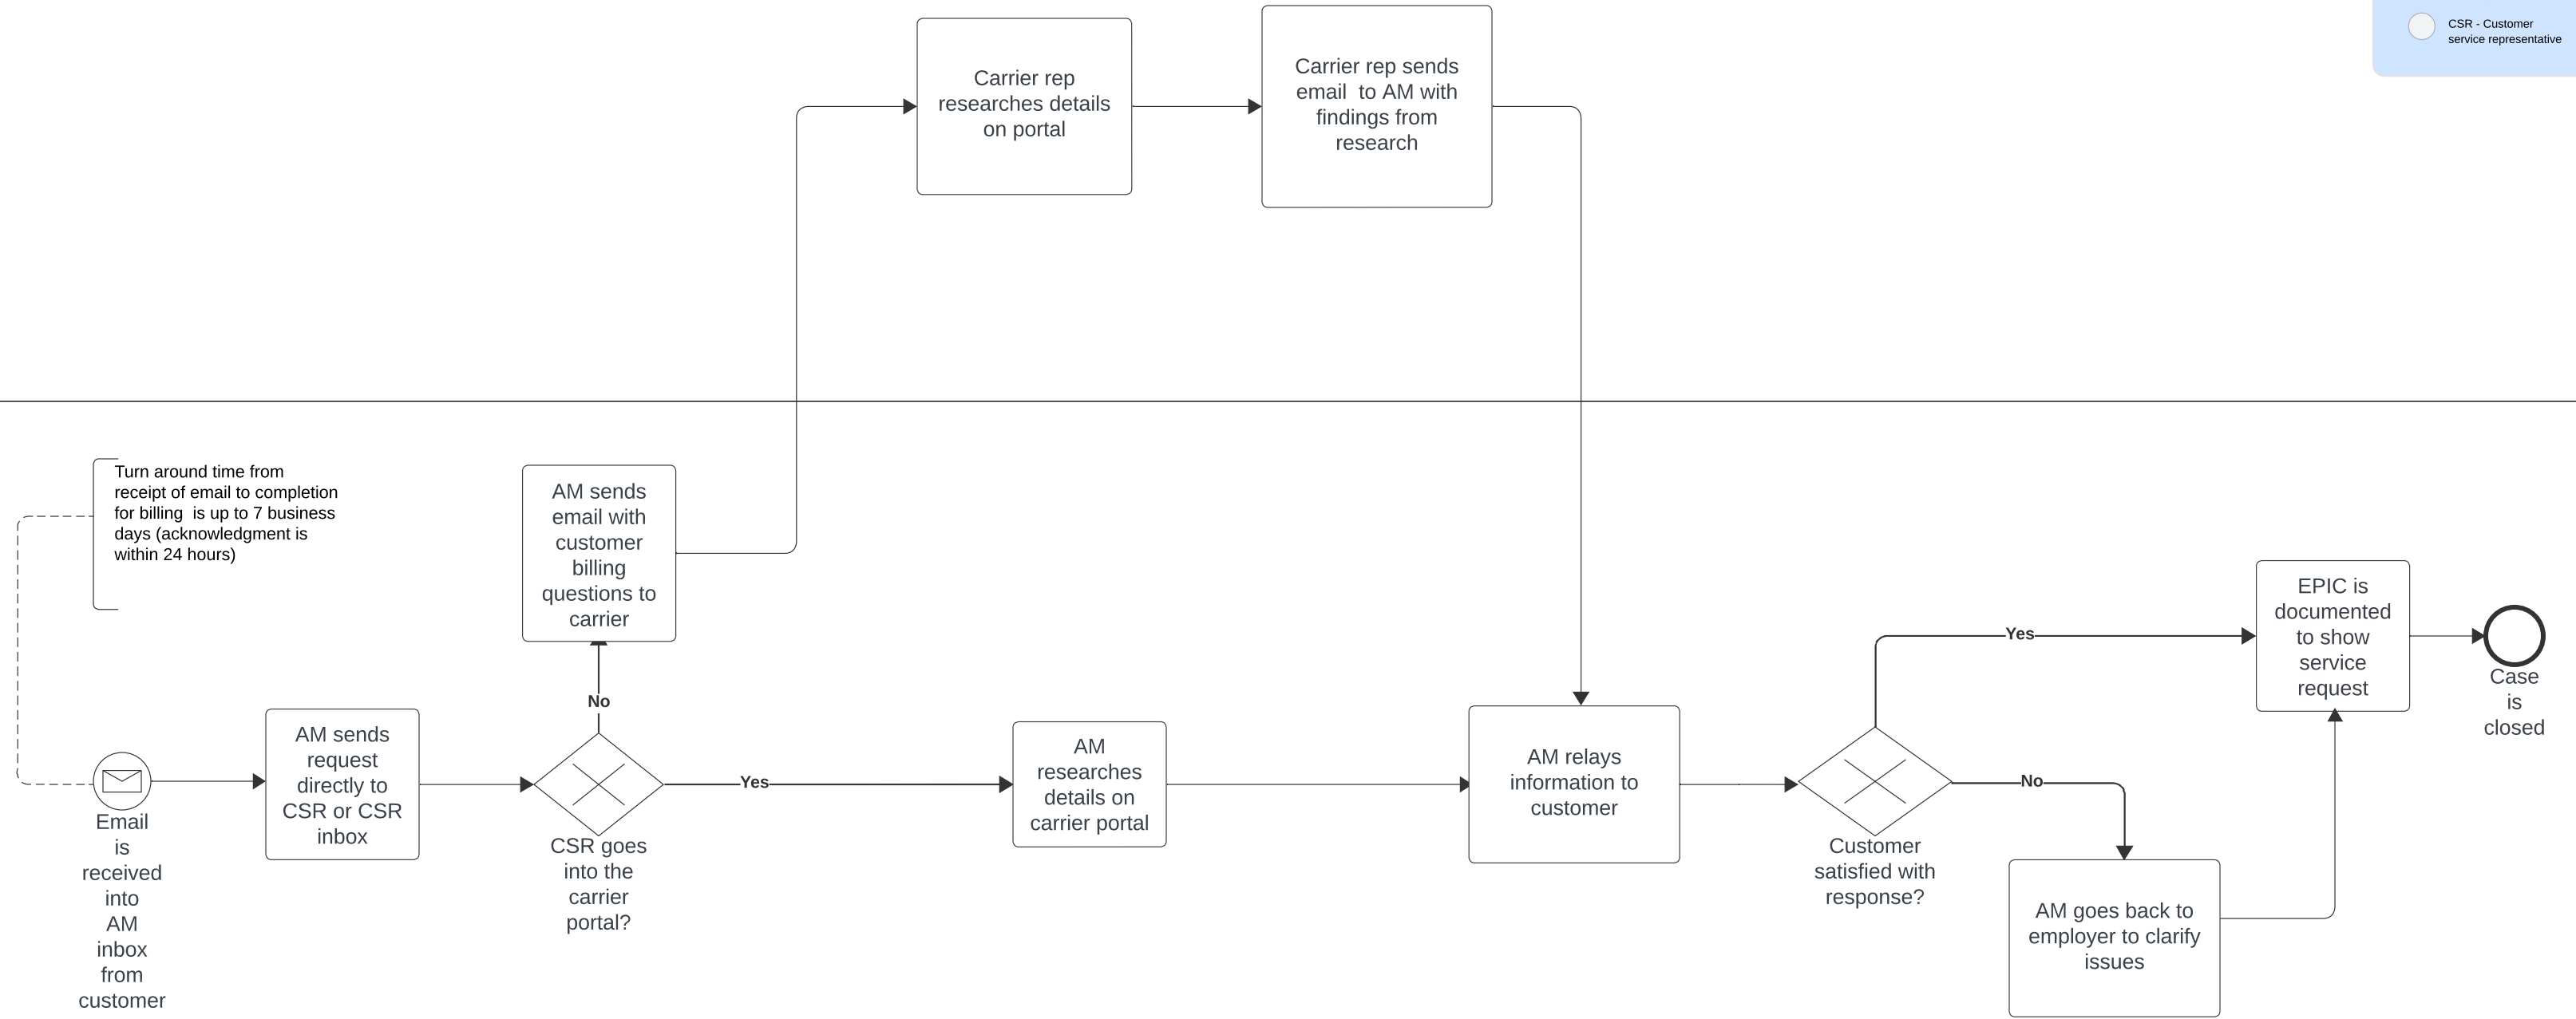 CSR - Customer
service representative
Carrier rep
researches details
on portal
Carrier rep sends
email  to AM with
findings from
research
Turn around time from
receipt of email to completion
for billing  is up to 7 business
days (acknowledgment is
within 24 hours)
Email
is
received
into
AM
inbox
from
customer
AM sends
request
directly to
CSR or CSR
inbox
AM sends
email with
customer
billing
questions to
carrier
No
CSR goes
into the
carrier
portal?
Yes
AM
researches
details on
carrier portal
AM relays
information to
customer
Customer
satisfied with
response?
Yes
No
AM goes back to
employer to clarify
issues
EPIC is
documented
to show
service
request
Case
is
closed